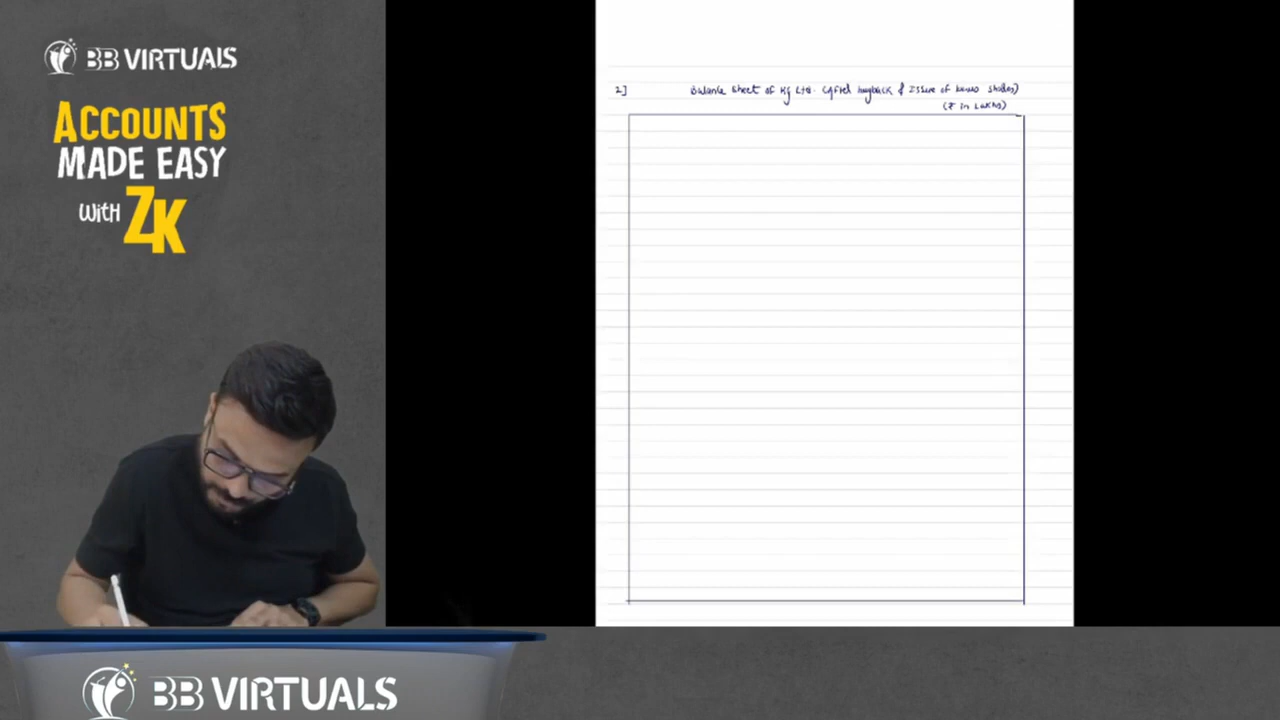 BB VIRTUALS
ACCOUNTS
MADE EASY
WITH ZK
2] Balance Sheet of KG Ltd. (After buyback & Issue of bonus shares)
(₹ in Lakhs)
BB VIRTUALS